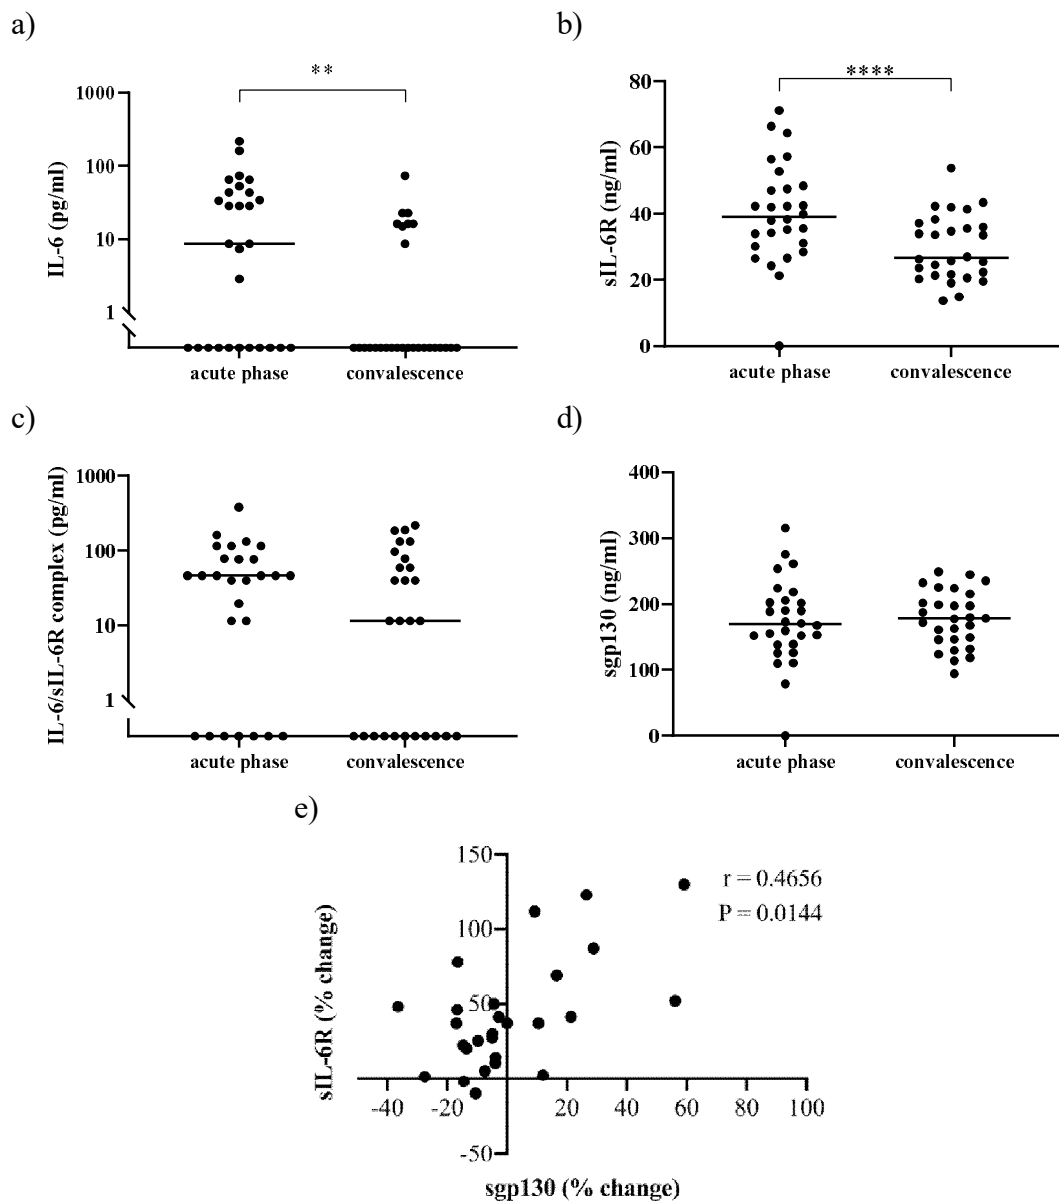 a)
**
1000
100
10
1
IL-6 (pg/ml)
acute phase
convalescence
b)
****
80
60
40
20
0
sIL-6R (ng/ml)
acute phase
convalescence
c)
1000
100
10
1
IL-6/sIL-6R complex (pg/ml)
acute phase
convalescence
d)
400
300
200
100
0
sgp130 (ng/ml)
acute phase
convalescence
e)
150
100
50
-50
sIL-6R (% change)
r = 0.4656
P = 0.0144
-40
-20
20
40
60
80
100
sgp130 (% change)